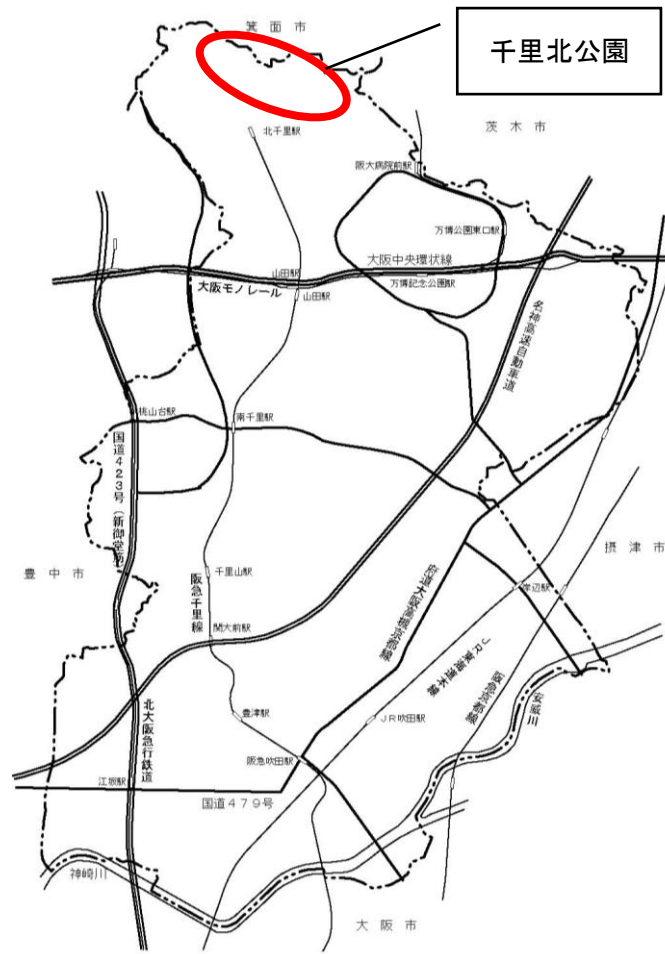 箕面市
千里北公園
茨木市
北千里駅
阪大病院前駅
万博公園東口駅
大阪中央環状線
山田駅
大阪モノレール
山田駅
万博記念公園駅
名神高速自動車道
桃山台駅
南千里駅
国道423号(新御堂筋)
摂津市
豊中市
千里山駅
阪急千里線
岸辺駅
府道大阪高槻京都線
関大前駅
JR東海道本線
阪急京都線
安威川
北大阪急行鉄道
豊津駅
JR吹田駅
阪急吹田駅
江坂駅
国道479号
神崎川
大阪市